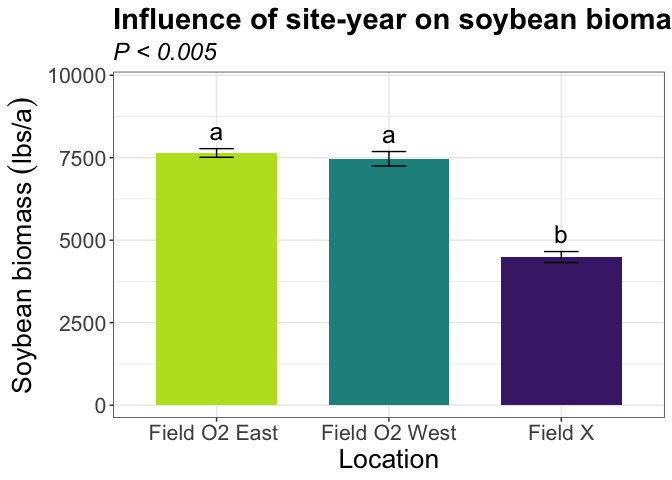 Influence of site-year on soybean bioma
P < 0.005
Soybean biomass (lbs/a)
10000
7500
5000
2500
0
a
a
b
Field O2 East
Field O2 West
Field X
Location